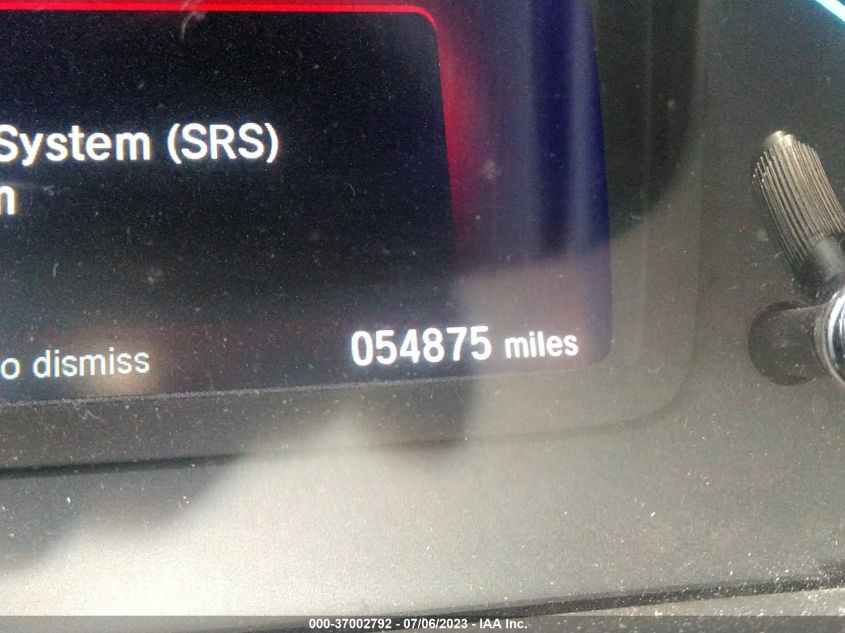 System (SRS)
o dismiss
054875 miles
000-37002792 - 07/06/2023 - IAA Inc.